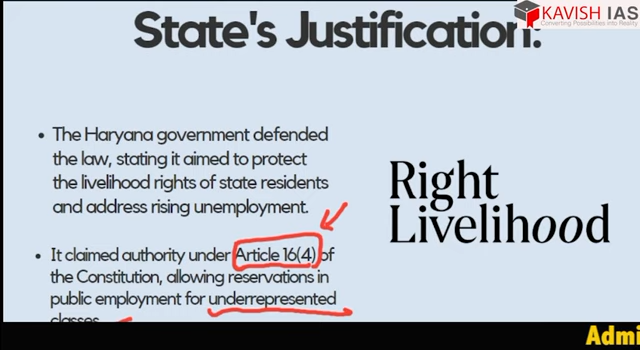 KAVISH IAS
Converting Possibilities into Reality
State's Justification:
• The Haryana government defended
the law, stating it aimed to protect
the livelihood rights of state residents
and address rising unemployment.
Right
Livelihood
• It claimed authority under Article 16(4) of
the Constitution, allowing reservations in
public employment for underrepresented
classes
Admi